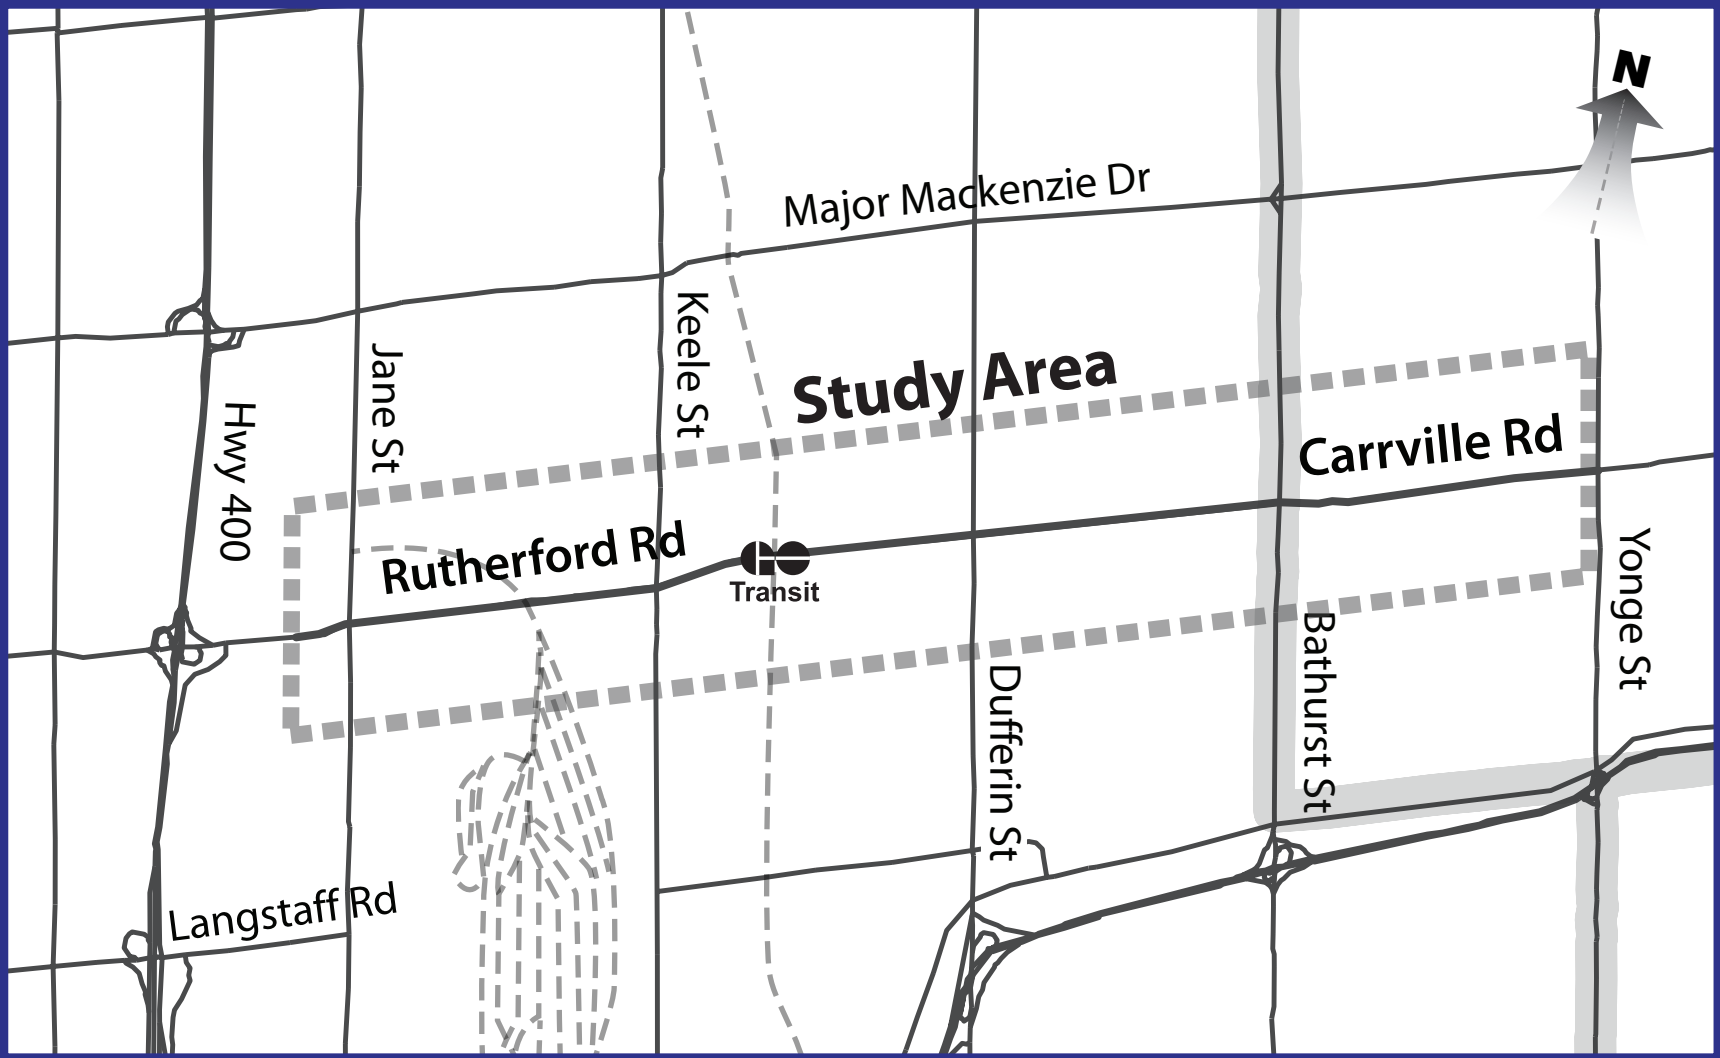 N
Major Mackenzie Dr
Keele St
Jane St
Study Area
Hwy 400
Carrville Rd
Rutherford Rd
Transit
Yonge St
Bathurst St
Dufferin St
Langstaff Rd